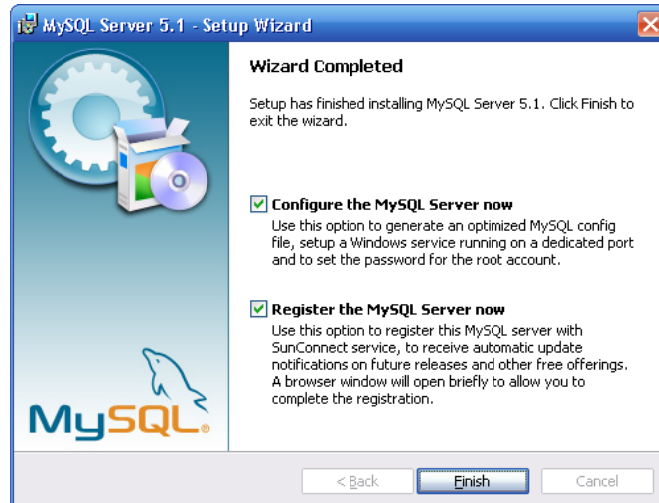 MySQL Server 5.1 - Setup Wizard
Wizard Completed
Setup has finished installing MySQL Server 5.1. Click Finish to
exit the wizard.
Configure the MySQL Server now
Use this option to generate an optimized MySQL config
file, setup a Windows service running on a dedicated port
and to set the password for the root account.
Register the MySQL Server now
Use this option to register this MySQL server with
SunConnect service, to receive automatic update
notifications on future releases and other free offerings.
A browser window will open briefly to allow you to
complete the registration.
MySQL®
< Back
Finish
Cancel